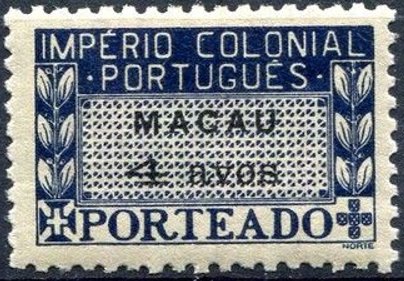 IMPÉRIO COLONIAL
· PORTUGUÊS ·
MACAU
4 avos
PORTEADO
NORTE